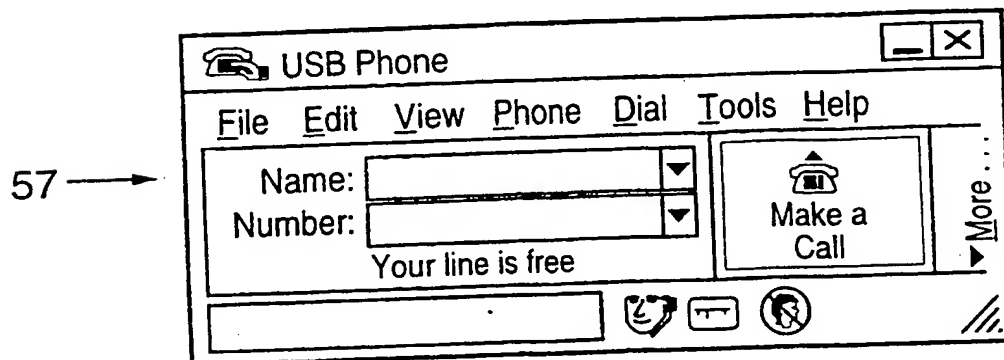 USB Phone
File Edit View Phone Dial Tools Help
57
Name:
Number:
Your line is free
Make a
Call
More ...